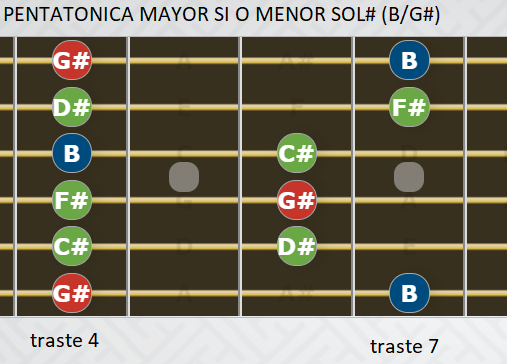 PENTATONICA MAYOR SI O MENOR SOL# (B/G#)
G# A A# B
D# E F F#
B C C# D
F# G G# A
C# D D# E
G# A A# B
traste 4
traste 7